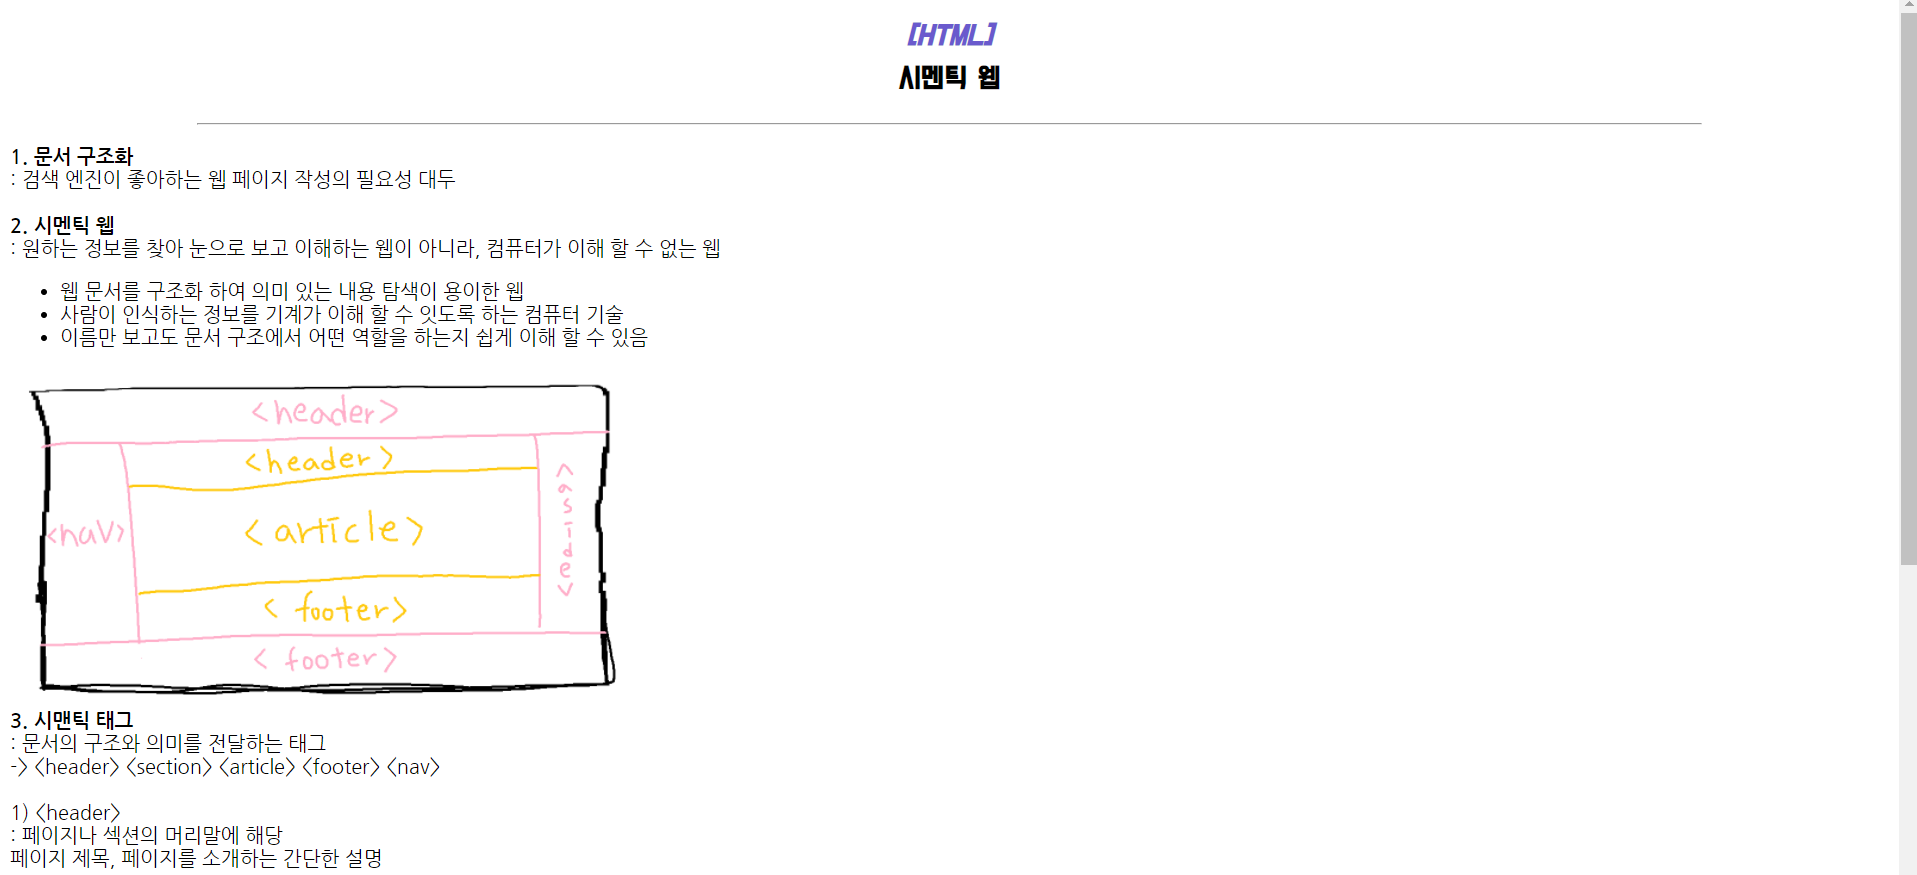 [HTML]
시멘틱 웹
1. 문서 구조화
: 검색 엔진이 좋아하는 웹 페이지 작성의 필요성 대두
2. 시멘틱 웹
: 원하는 정보를 찾아 눈으로 보고 이해하는 웹이 아니라, 컴퓨터가 이해 할 수 없는 웹
• 웹 문서를 구조화 하여 의미 있는 내용 탐색이 용이한 웹
• 사람이 인식하는 정보를 기계가 이해 할 수 잇도록 하는 컴퓨터 기술
• 이름만 보고도 문서 구조에서 어떤 역할을 하는지 쉽게 이해 할 수 있음
<header>
<header>
<nav>
<article>
<aside>
<footer>
<footer>
3. 시맨틱 태그
: 문서의 구조와 의미를 전달하는 태그
-> <header> <section> <article> <footer> <nav>
1) <header>
: 페이지나 섹션의 머리말에 해당
페이지 제목, 페이지를 소개하는 간단한 설명